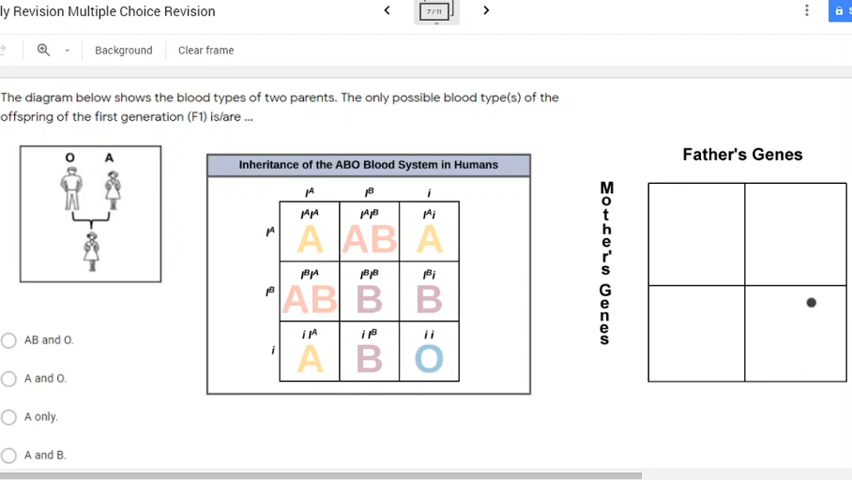 ly Revision Multiple Choice Revision
7 / 11
Background
Clear frame
The diagram below shows the blood types of two parents. The only possible blood type(s) of the
offspring of the first generation (F1) is/are ...
O A
Inheritance of the ABO Blood System in Humans
Iᴬ Iᴮ i
Iᴬ
IᴬIᴬ IᴬIᴮ Iᴬi
A AB A
Iᴮ
IᴮIᴬ IᴮIᴮ Iᴮi
AB B B
i
i Iᴬ i Iᴮ i i
A B O
Father's Genes
Mother's Genes
AB and O.
A and O.
A only.
A and B.